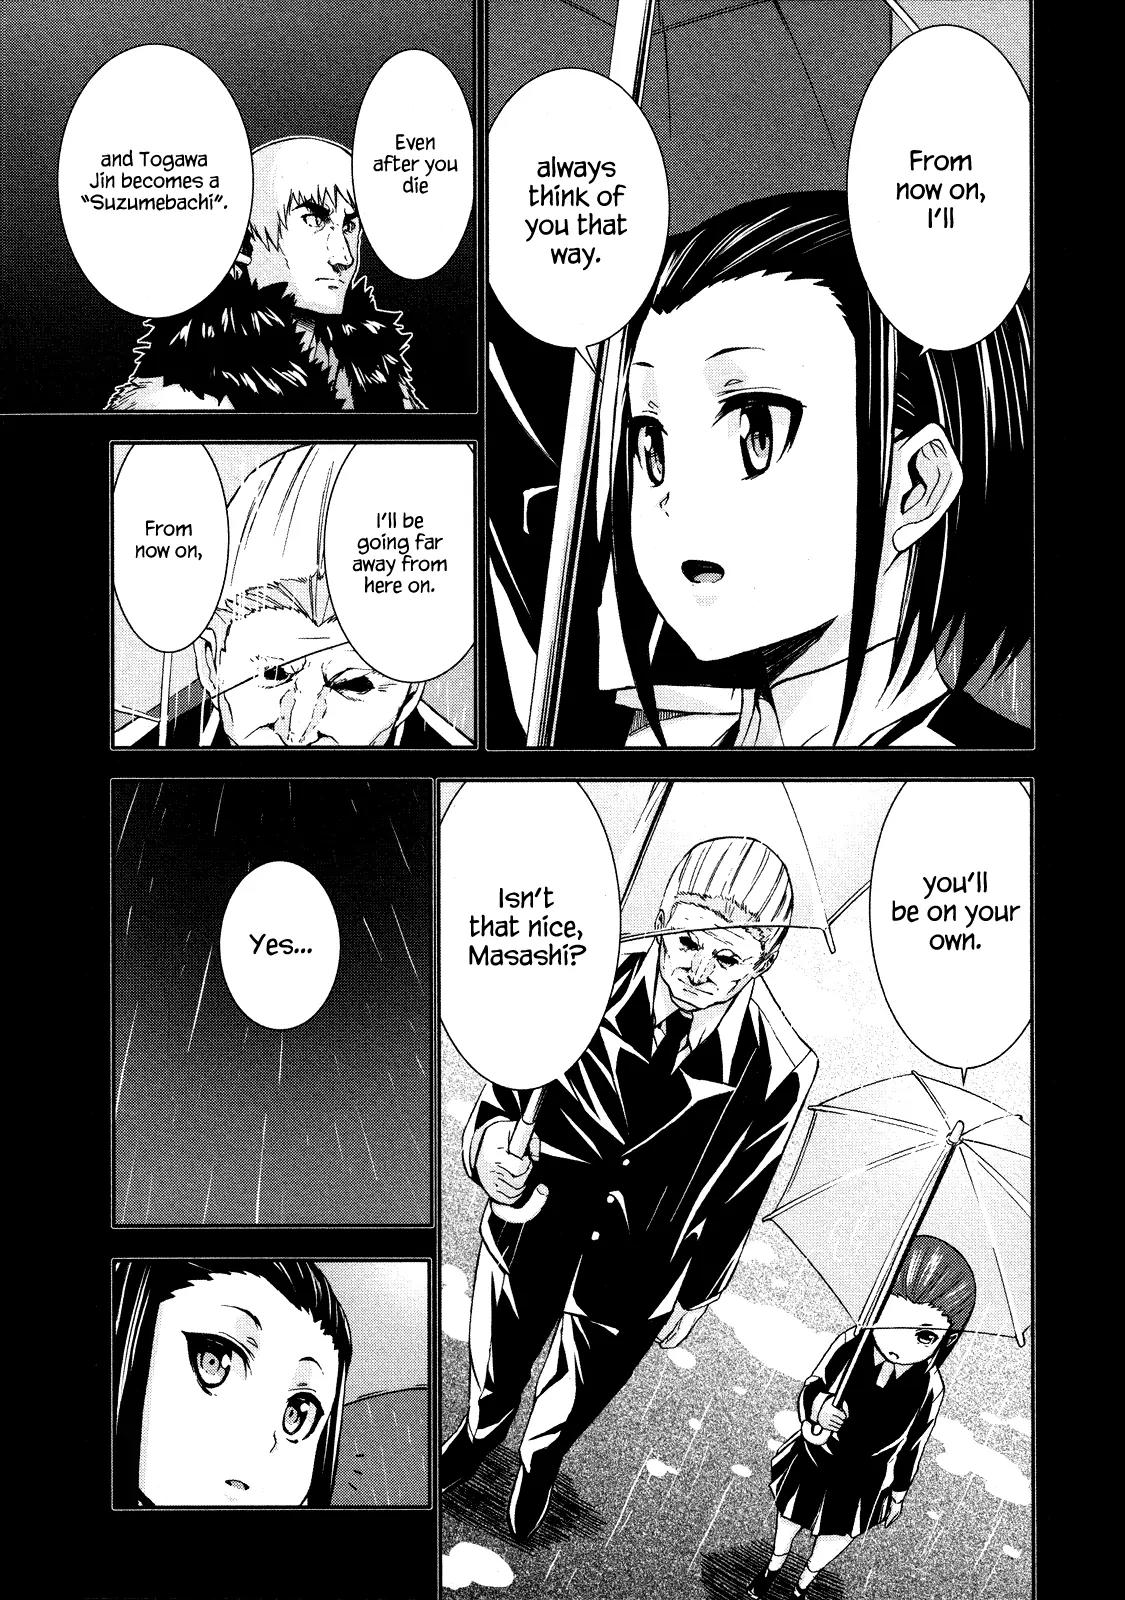 From
now on,
I'll
always
think of
you that
way.
Even
after you
die
and Togawa
Jin becomes a
"Suzumebachi".
I'll be
going far
away from
here on.
From
now on,
you'll
be on your
own.
Isn't
that nice,
Masashi?
Yes...